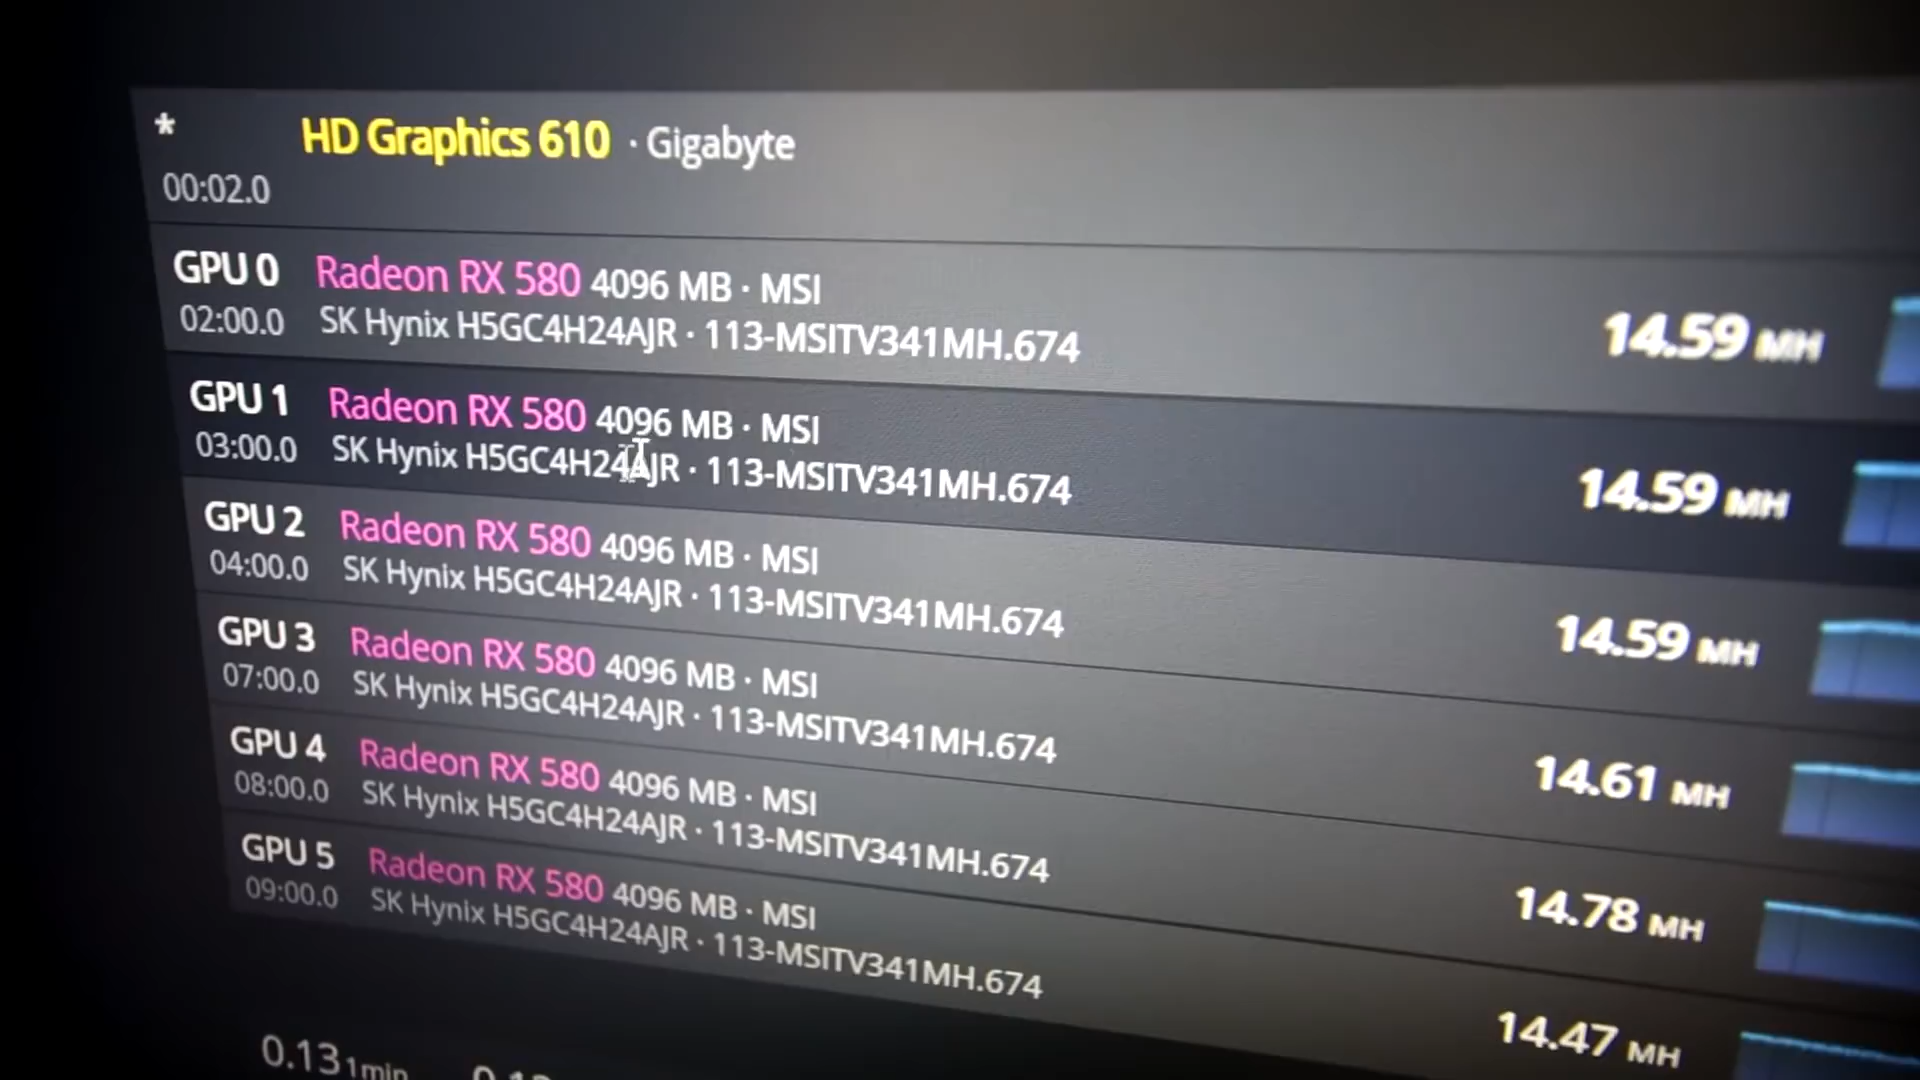 * HD Graphics 610 · Gigabyte
00:02.0
GPU 0 Radeon RX 580 4096 MB · MSI
02:00.0 SK Hynix H5GC4H24AJR · 113-MSITV341MH.674
14.59 MH
GPU 1 Radeon RX 580 4096 MB · MSI
03:00.0 SK Hynix H5GC4H24AJR · 113-MSITV341MH.674
14.59 MH
GPU 2 Radeon RX 580 4096 MB · MSI
04:00.0 SK Hynix H5GC4H24AJR · 113-MSITV341MH.674
14.59 MH
GPU 3 Radeon RX 580 4096 MB · MSI
07:00.0 SK Hynix H5GC4H24AJR · 113-MSITV341MH.674
14.61 MH
GPU 4 Radeon RX 580 4096 MB · MSI
08:00.0 SK Hynix H5GC4H24AJR · 113-MSITV341MH.674
14.78 MH
GPU 5 Radeon RX 580 4096 MB · MSI
09:00.0 SK Hynix H5GC4H24AJR · 113-MSITV341MH.674
14.47 MH
0.13 1min